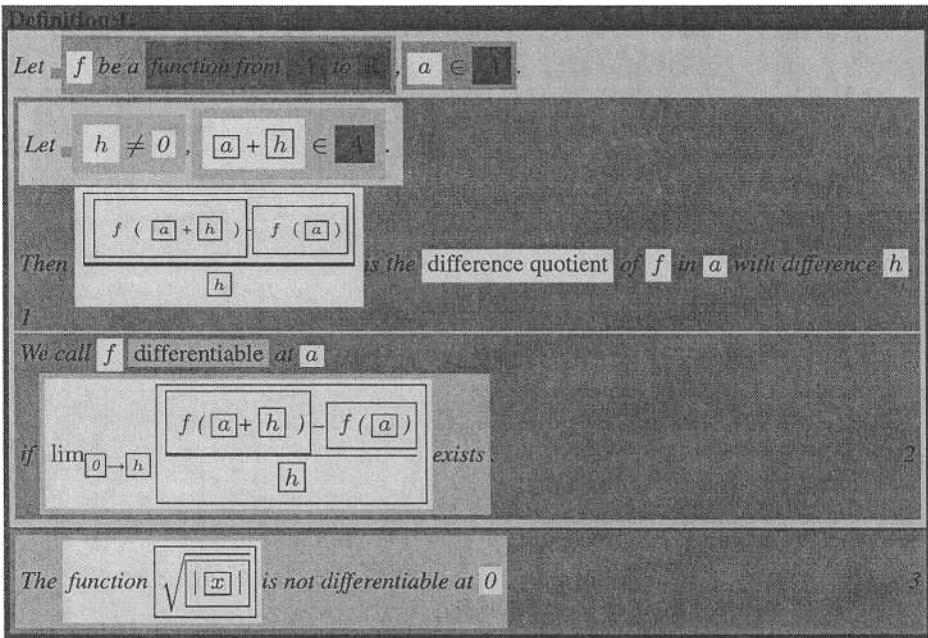 Definition 1.
Let f be a function from A to ℝ , a ∈ A .
Let h ≠ 0 , a + h ∈ A .
f ( a + h ) - f ( a )
Then is the difference quotient of f in a with difference h
h
1
We call f differentiable at a
f ( a + h ) – f ( a )
if lim 0→h exists . 2
h
The function √| x | is not differentiable at 0 . 3